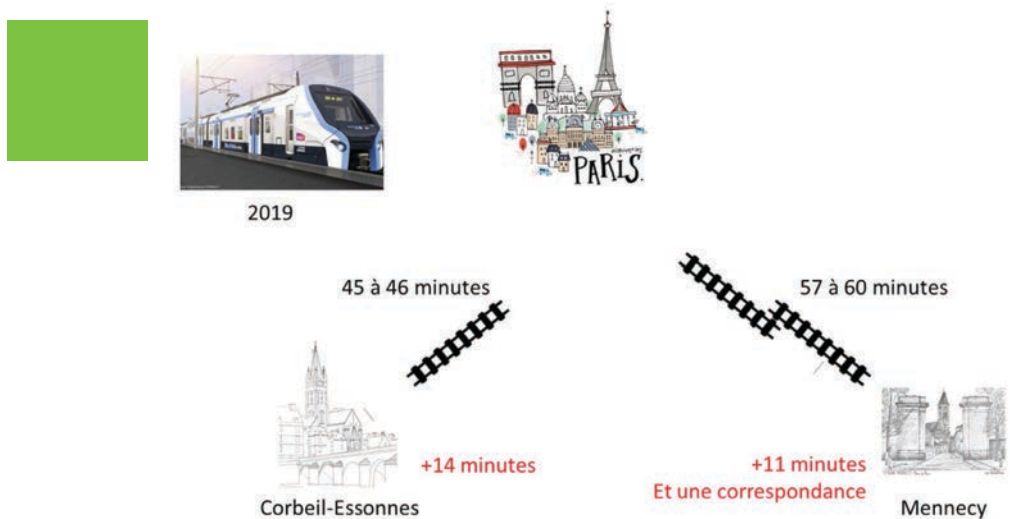 PARIS.
2019
45 à 46 minutes
57 à 60 minutes
+14 minutes
+11 minutes
Et une correspondance
Corbeil-Essonnes
Mennecy